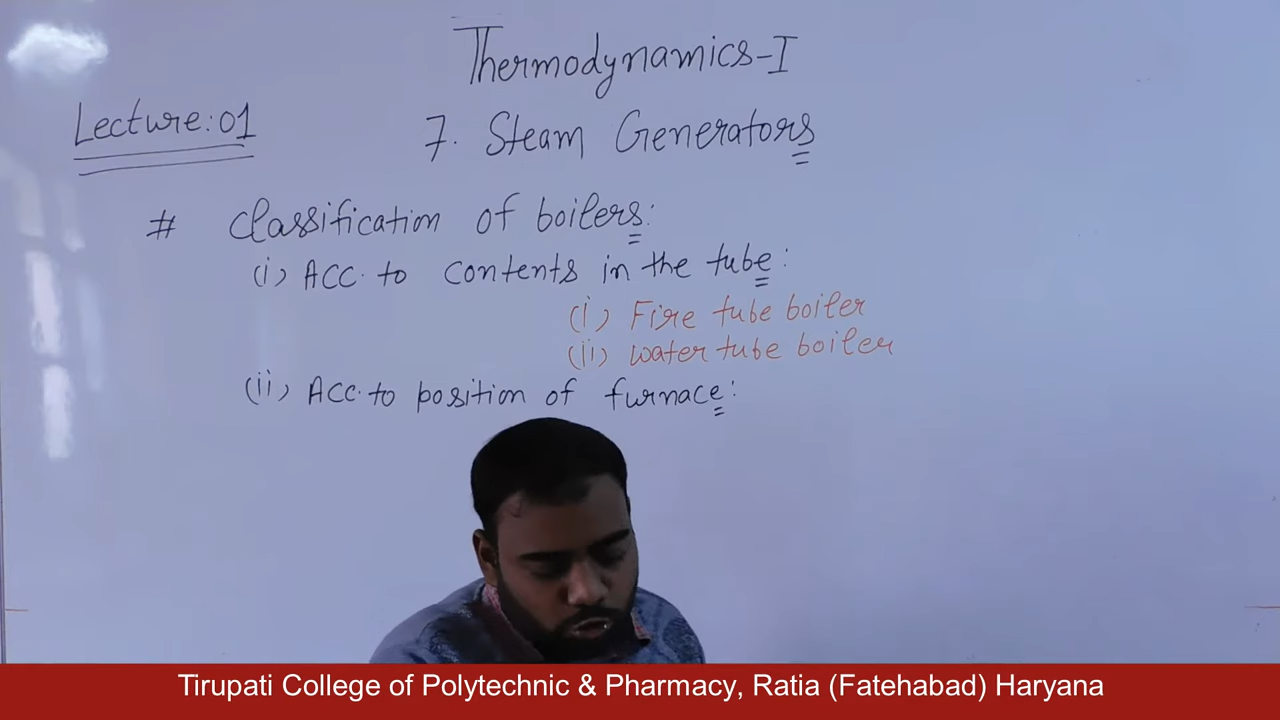 Thermodynamics-I
Lecture:01
7. Steam Generators
# Classification of boilers:
(i) Acc. to contents in the tube:
(i) Fire tube boiler
(ii) Water tube boiler
(ii) Acc. to position of furnace:
Tirupati College of Polytechnic & Pharmacy, Ratia (Fatehabad) Haryana